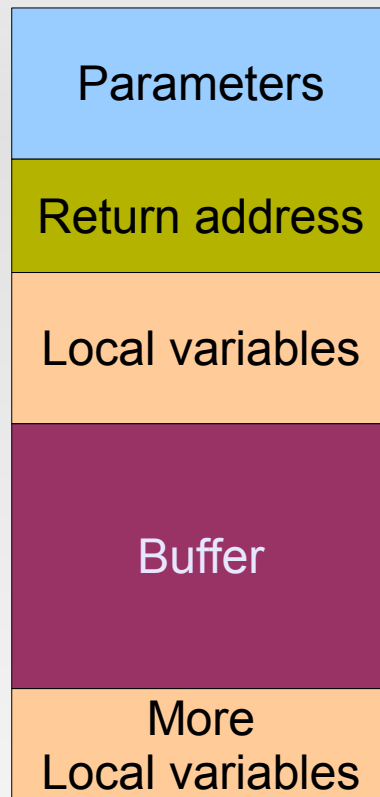 Parameters
Return address
Local variables
Buffer
More
Local variables